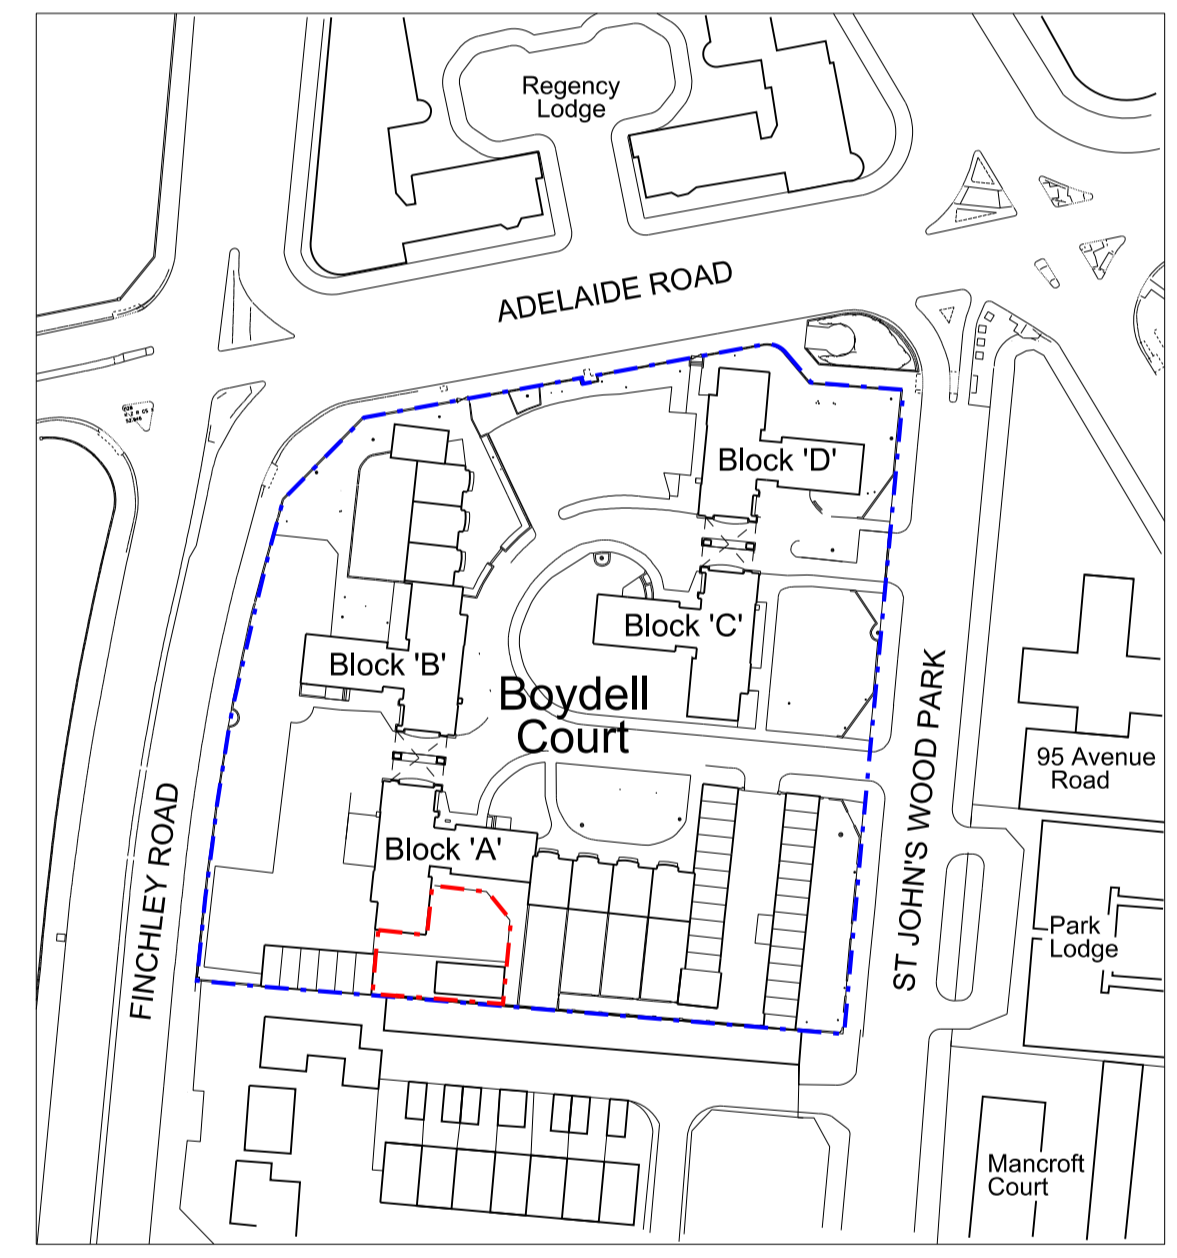 Regency
Lodge
ADELAIDE ROAD
Block 'D'
Block 'C'
Block 'B'
Boydell
Court
ST JOHN'S WOOD PARK
95 Avenue
Road
FINCHLEY ROAD
Block 'A'
Park
Lodge
Mancroft
Court